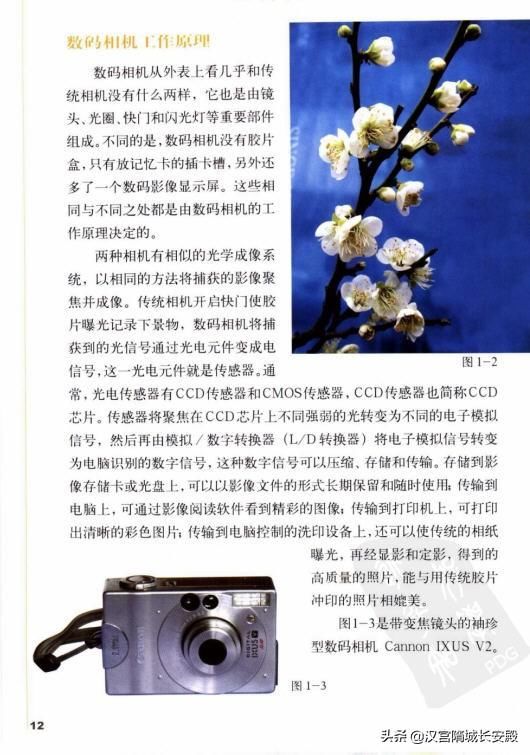 数码相机工作原理
数码相机从外表上看几乎和传
统相机没有什么两样，它也是由镜
头、光圈、快门和闪光灯等重要部件
组成。不同的是，数码相机没有胶片
盒，只有放记忆卡的插卡槽，另外还
多了一个数码影像显示屏。这些相
同与不同之处都是由数码相机的工
作原理决定的。
两种相机有相似的光学成像系
统，以相同的方法将捕获的影像聚
焦并成像。传统相机开启快门使胶
片曝光记录下景物，数码相机将捕
获到的光信号通过光电元件变成电
信号，这一光电元件就是传感器。通
图1-2
常，光电传感器有CCD传感器和CMOS传感器，CCD传感器也简称CCD
芯片。传感器将聚焦在CCD芯片上不同强弱的光转变为不同的电子模拟
信号，然后再由模拟/数字转换器（L/D转换器）将电子模拟信号转变
为电脑识别的数字信号，这种数字信号可以压缩、存储和传输。存储到影
像存储卡或光盘上，可以以影像文件的形式长期保留和随时使用；传输到
电脑上，可通过影像阅读软件看到精彩的图像；传输到打印机上，可打印
出清晰的彩色图片；传输到电脑控制的洗印设备上，还可以使传统的相纸
曝光，再经显影和定影，得到的
高质量的照片，能与用传统胶片
冲印的照片相媲美。
图1-3是带变焦镜头的袖珍
型数码相机 Cannon IXUS V2。
Canon
DIGITAL
IXUS
图1-3
PDG
12
头条 @汉宫隔城长安殿